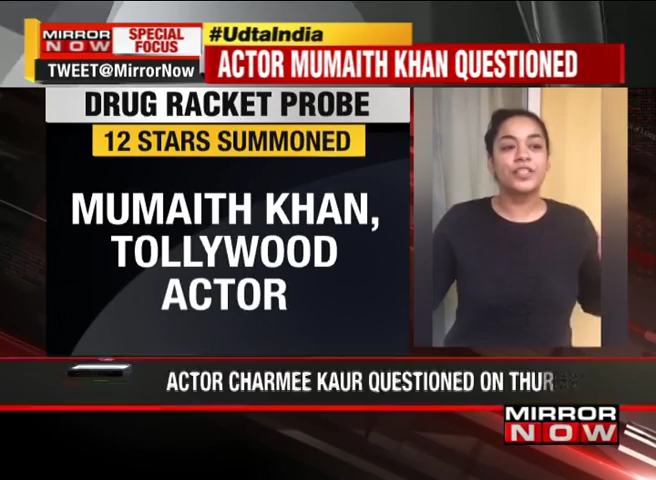 MIRROR
NOW
SPECIAL
FOCUS
#UdtaIndia
TWEET@MirrorNow
ACTOR MUMAITH KHAN QUESTIONED
DRUG RACKET PROBE
12 STARS SUMMONED
MUMAITH KHAN,
TOLLYWOOD
ACTOR
ACTOR CHARMEE KAUR QUESTIONED ON THUR
MIRROR
NOW